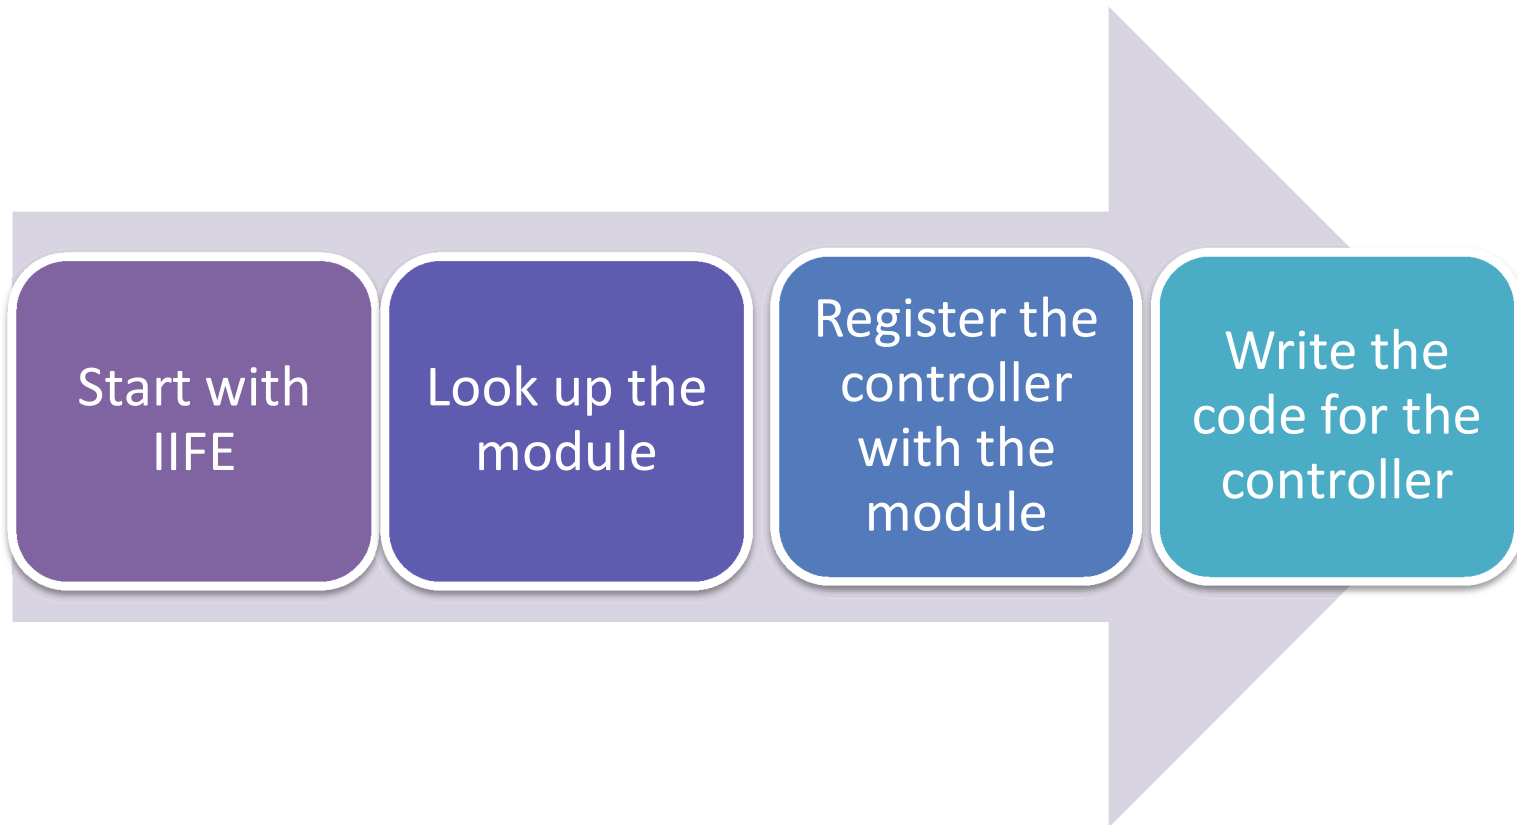 Start with
IIFE
Look up the
module
Register the
controller
with the
module
Write the
code for the
controller